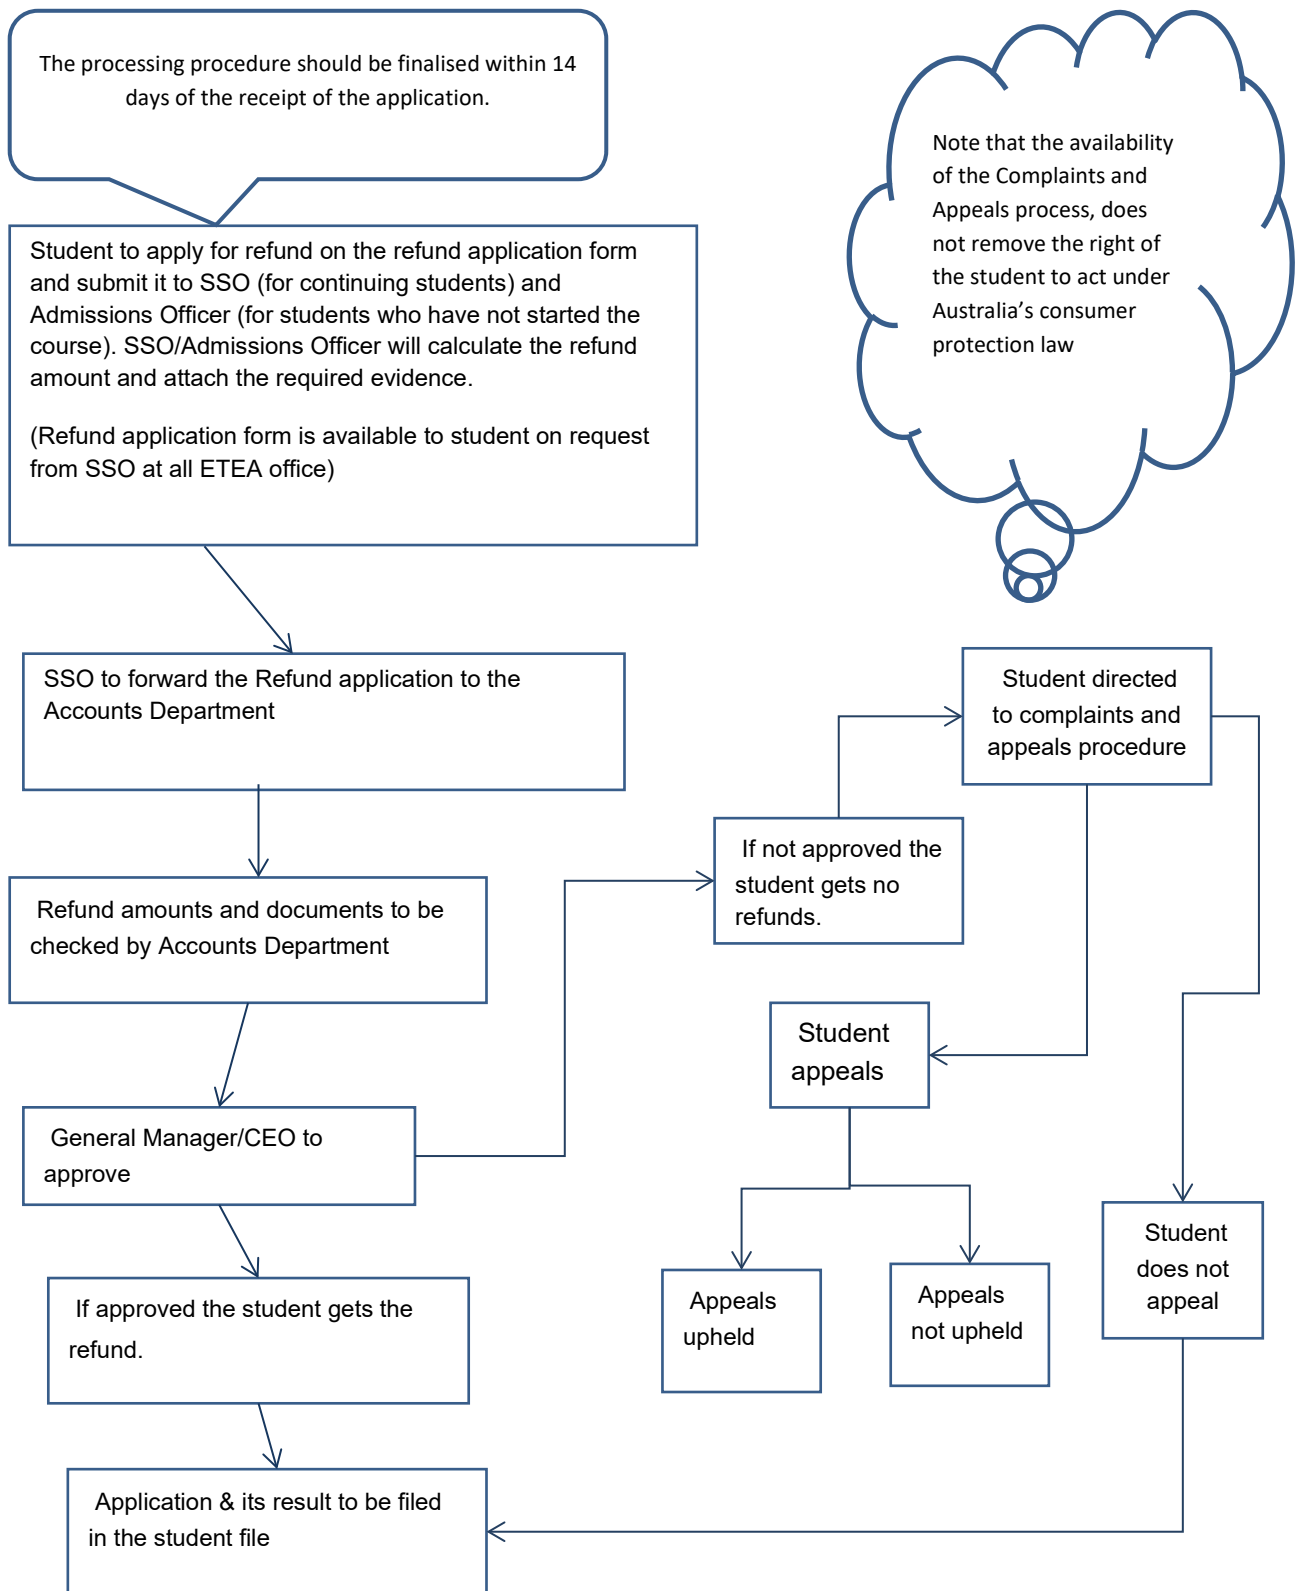 The processing procedure should be finalised within 14
days of the receipt of the application.
Note that the availability
of the Complaints and
Appeals process, does
not remove the right of
the student to act under
Australia’s consumer
protection law
Student to apply for refund on the refund application form
and submit it to SSO (for continuing students) and
Admissions Officer (for students who have not started the
course). SSO/Admissions Officer will calculate the refund
amount and attach the required evidence.
(Refund application form is available to student on request
from SSO at all ETEA office)
SSO to forward the Refund application to the
Accounts Department
Student directed
to complaints and
appeals procedure
If not approved the
student gets no
refunds.
Refund amounts and documents to be
checked by Accounts Department
Student
appeals
General Manager/CEO to
approve
Student
does not
appeal
Appeals
upheld
Appeals
not upheld
If approved the student gets the
refund.
Application & its result to be filed
in the student file